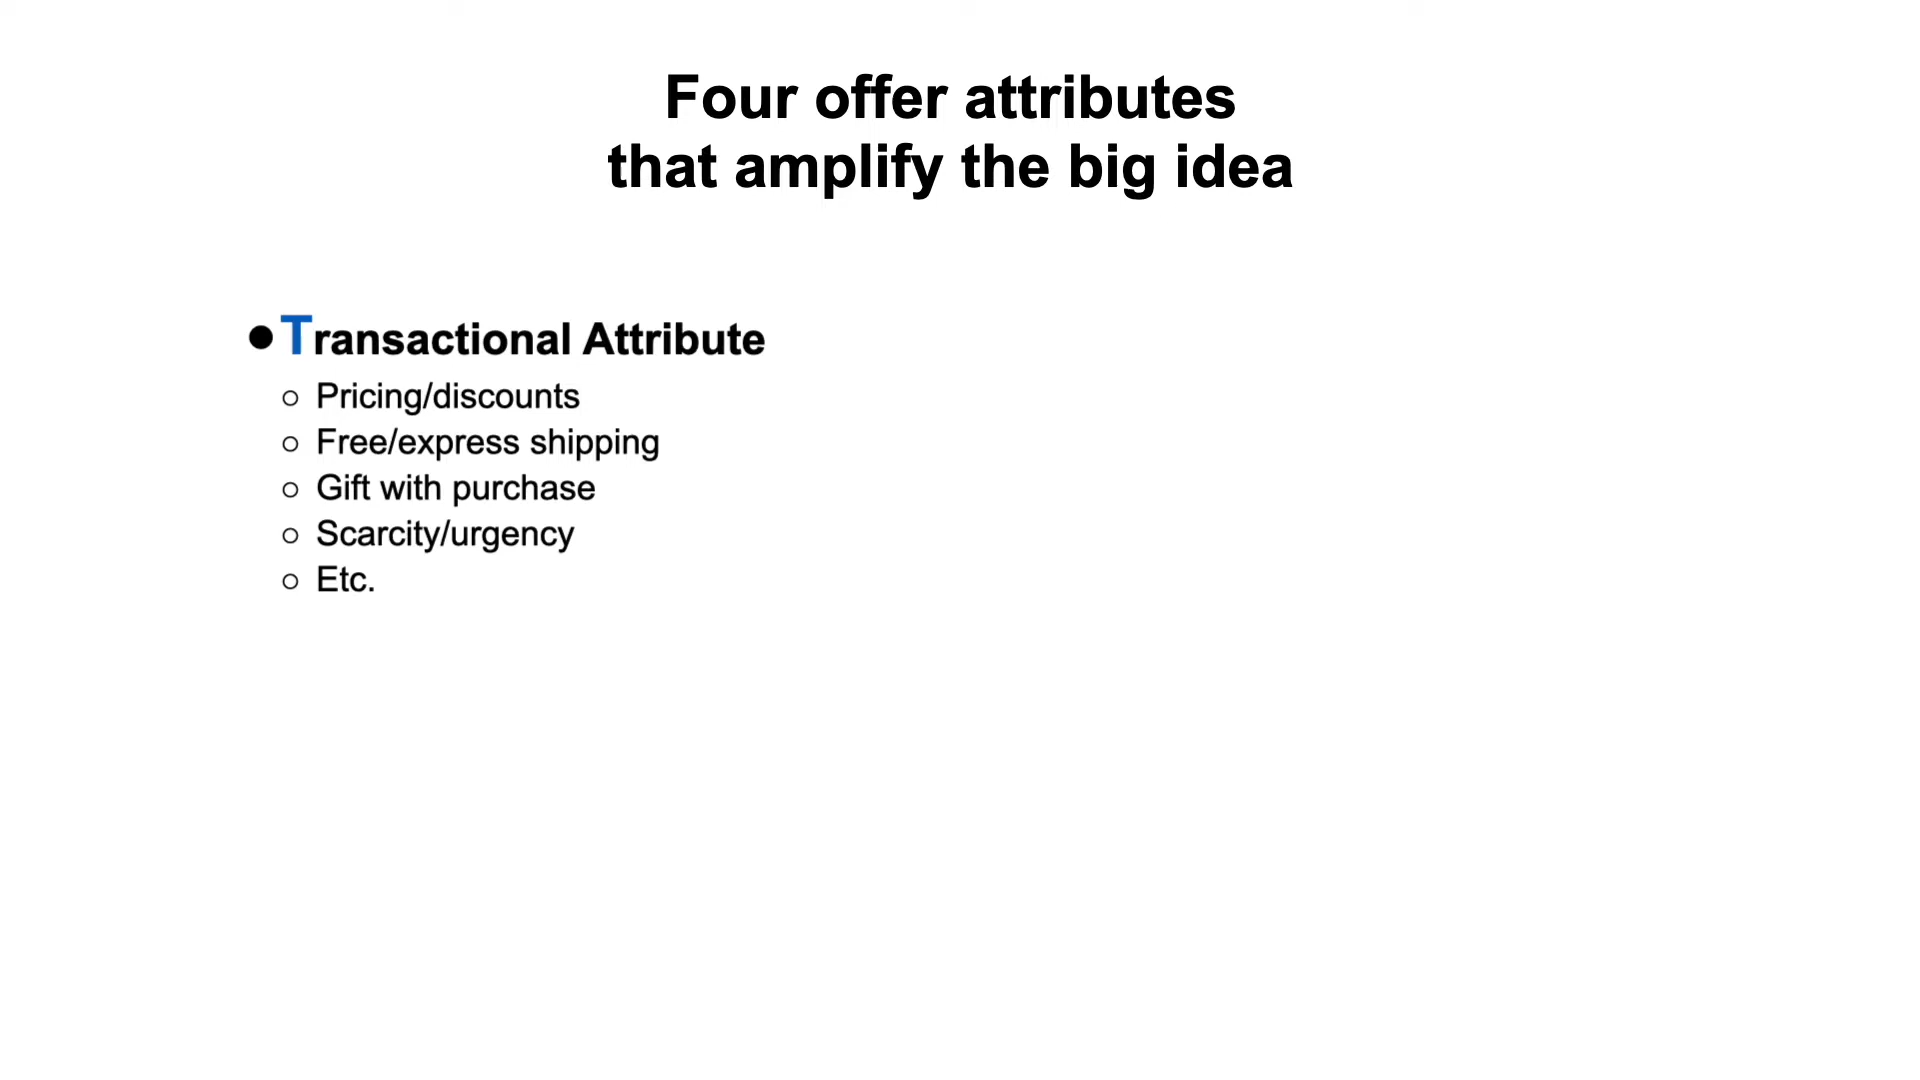 Four offer attributes
that amplify the big idea
● Transactional Attribute
○ Pricing/discounts
○ Free/express shipping
○ Gift with purchase
○ Scarcity/urgency
○ Etc.